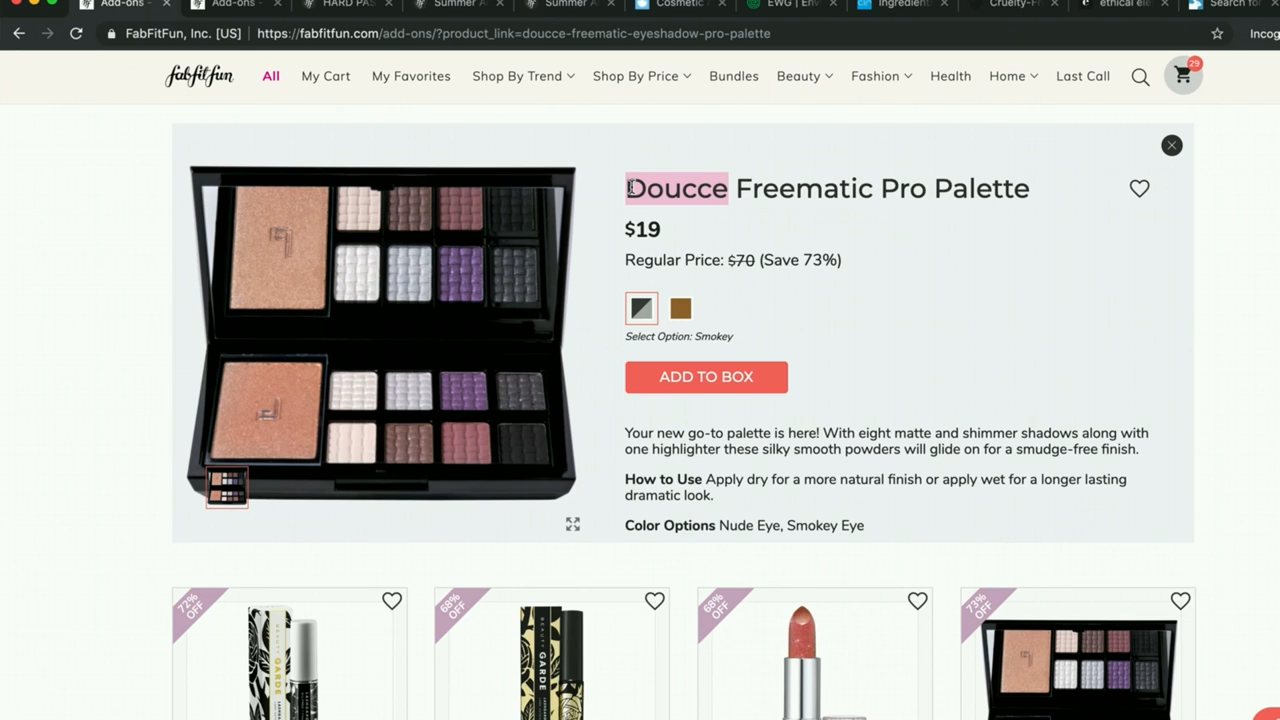 Add-ons -
Add-ons -
HARD PAS
Summer A
Summer A
Cosmetic
EWG | Env
Ingredient
Cruelty-Fr
ethical ele
Search for
FabFitFun, Inc. [US] https://fabfitfun.com/add-ons/?product_link=doucce-freematic-eyeshadow-pro-palette
Incog
fabfitfun All My Cart My Favorites Shop By Trend Shop By Price Bundles Beauty Fashion Health Home Last Call 29
Doucce Freematic Pro Palette
$19
Regular Price: $70 (Save 73%)
Select Option: Smokey
ADD TO BOX
Your new go-to palette is here! With eight matte and shimmer shadows along with
one highlighter these silky smooth powders will glide on for a smudge-free finish.
How to Use Apply dry for a more natural finish or apply wet for a longer lasting
dramatic look.
Color Options Nude Eye, Smokey Eye
72% OFF
68% OFF
68% OFF
73% OFF
BEAUTY GARDE
BEAUTY GARDE